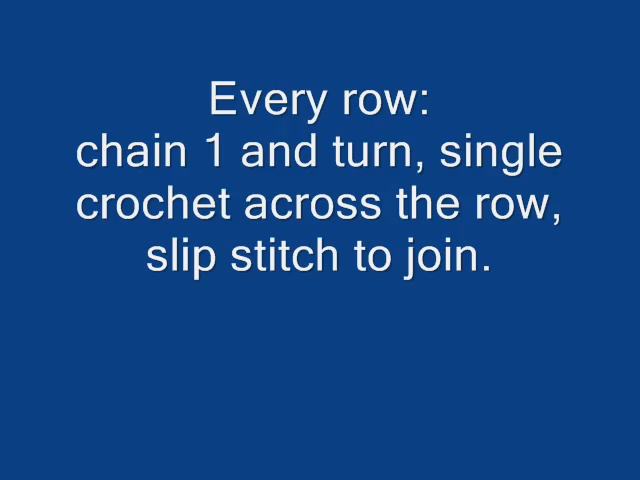 Every row:
chain 1 and turn, single
crochet across the row,
slip stitch to join.